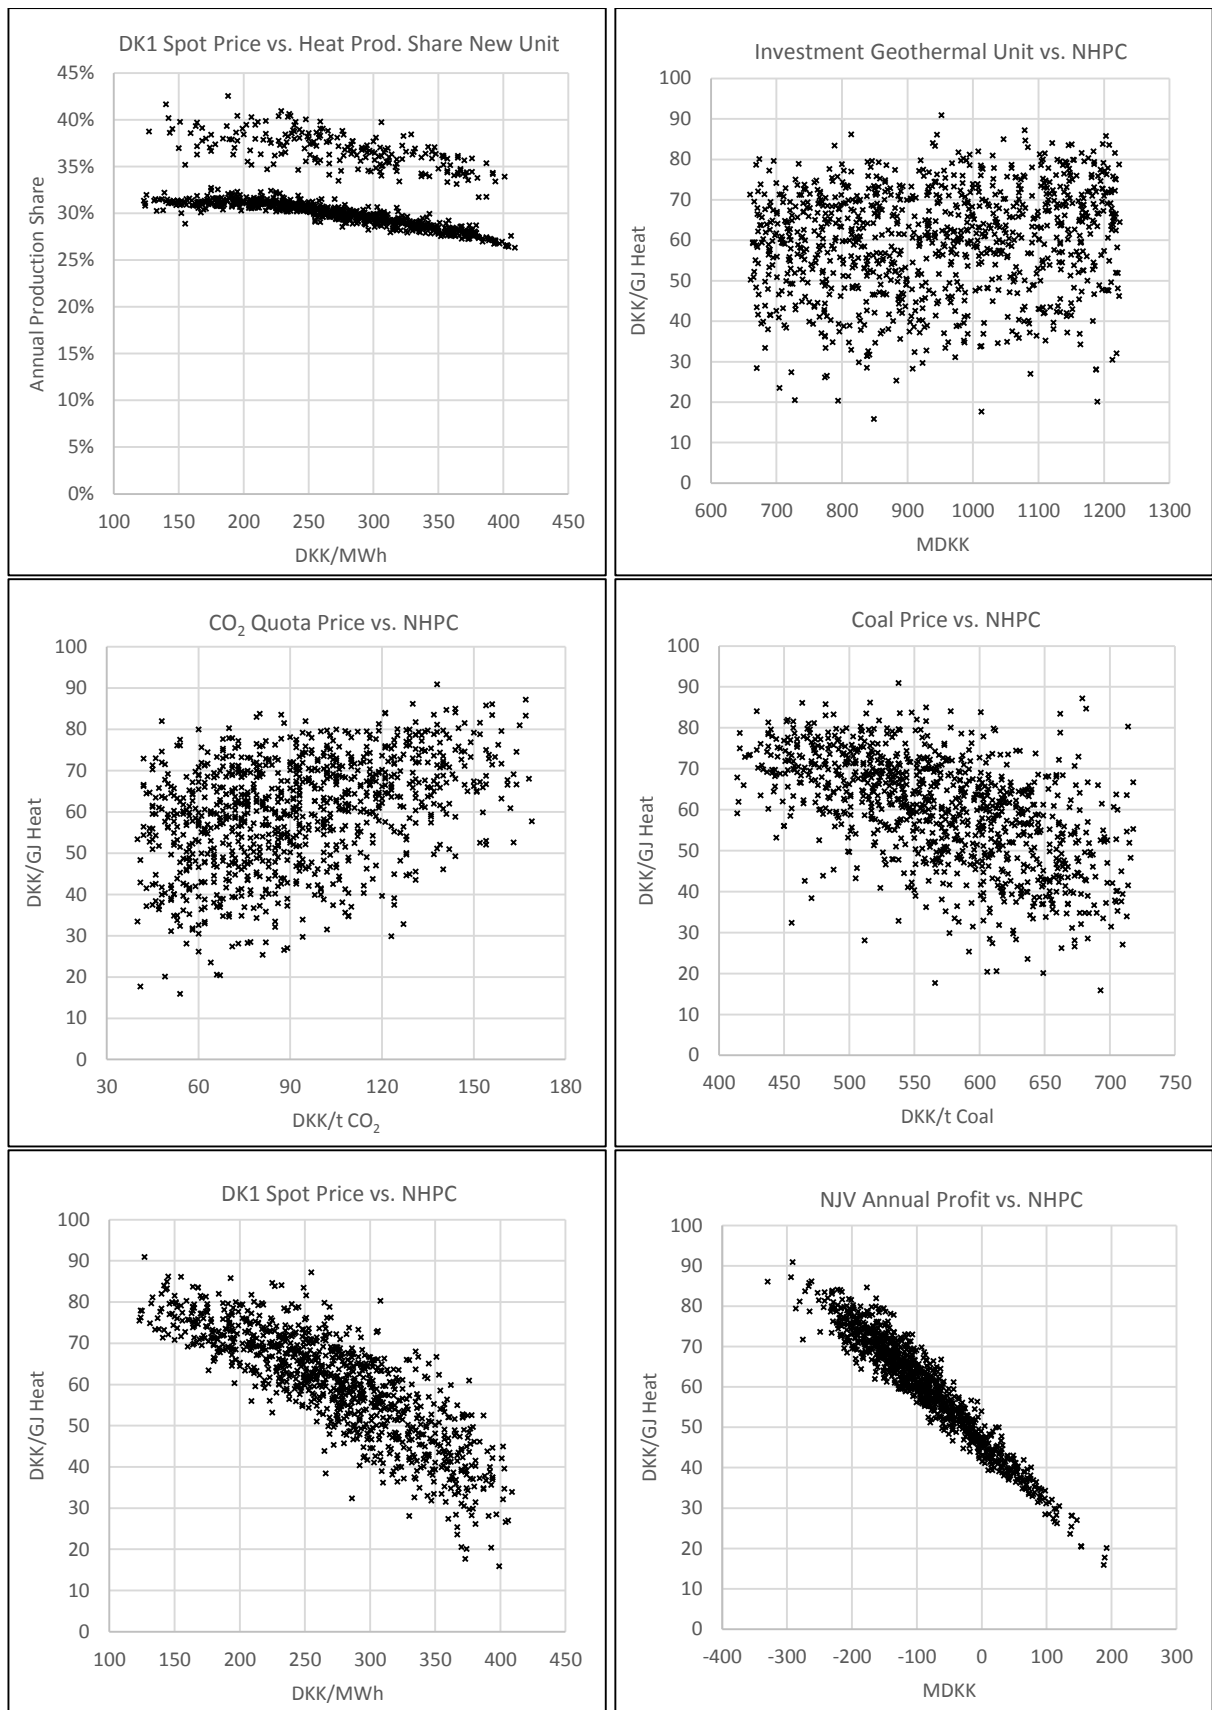 DK1 Spot Price vs. Heat Prod. Share New Unit
45%
40%
35%
30%
25%
20%
15%
10%
5%
0%
Annual Production Share
100 150 200 250 300 350 400 450
DKK/MWh
Investment Geothermal Unit vs. NHPC
100
90
80
70
60
50
40
30
20
10
0
DKK/GJ Heat
600 700 800 900 1000 1100 1200 1300
MDKK
CO₂ Quota Price vs. NHPC
100
90
80
70
60
50
40
30
20
10
0
DKK/GJ Heat
30 60 90 120 150 180
DKK/t CO₂
Coal Price vs. NHPC
100
90
80
70
60
50
40
30
20
10
0
DKK/GJ Heat
400 450 500 550 600 650 700 750
DKK/t Coal
DK1 Spot Price vs. NHPC
100
90
80
70
60
50
40
30
20
10
0
DKK/GJ Heat
100 150 200 250 300 350 400 450
DKK/MWh
NJV Annual Profit vs. NHPC
100
90
80
70
60
50
40
30
20
10
0
DKK/GJ Heat
-400 -300 -200 -100 0 100 200 300
MDKK